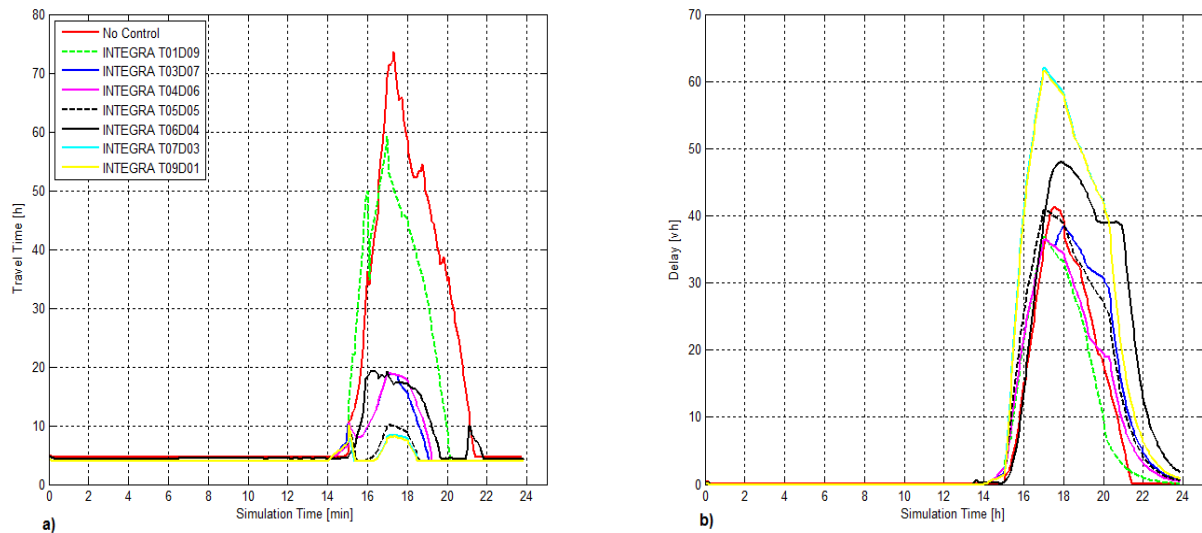 80
70
60
50
40
30
20
10
0
Travel Time [h]
No Control
INTEGRA T01D09
INTEGRA T03D07
INTEGRA T04D06
INTEGRA T05D05
INTEGRA T06D04
INTEGRA T07D03
INTEGRA T09D01
0 2 4 6 8 10 12 14 16 18 20 22 24
Simulation Time [min]
a)
70
60
50
40
30
20
10
0
Delay [vh]
0 2 4 6 8 10 12 14 16 18 20 22 24
Simulation Time [h]
b)